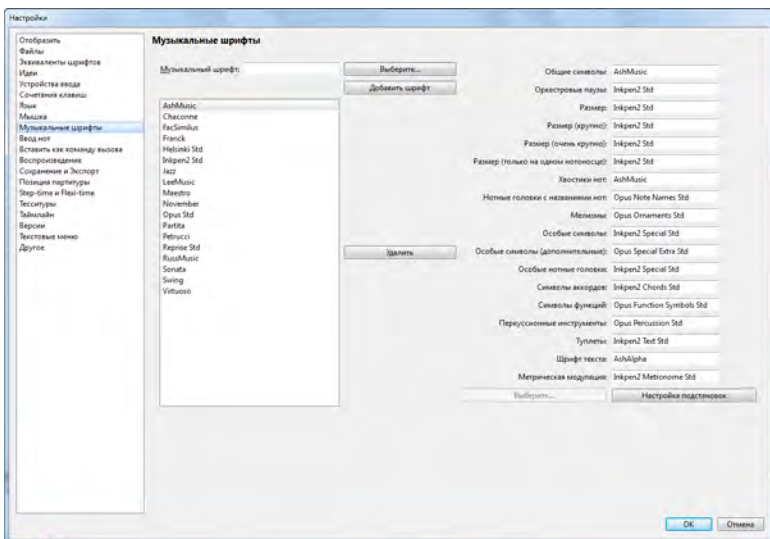 Настройки
Отобразить
Файлы
Эквиваленты шрифтов
Идеи
Устройства ввода
Сочетания клавиш
Язык
Мышка
Музыкальные шрифты
Ввод нот
Вставить как команду вызова
Воспроизведение
Сохранение и Экспорт
Позиция партитуры
Step-time и Flexi-time
Тесситуры
Таймлайн
Версии
Текстовые меню
Другое
Музыкальные шрифты
Музыкальный шрифт:
Выберите...
Добавить шрифт
AshMusic
Chaconne
FacSimilus
Franck
Helsinki Std
Inkpen2 Std
Jazz
LeeMusic
Maestro
November
Opus Std
Partita
Petrucci
Reprise Std
RussMusic
Sonata
Swing
Virtuoso
Удалить
Общие символы: AshMusic
Оркестровые паузы: Inkpen2 Std
Размер: Inkpen2 Std
Размер (крупно): Inkpen2 Std
Размер (очень крупно): Inkpen2 Std
Размер (только на одном нотоносце): Inkpen2 Std
Хвостики нот: AshMusic
Нотные головки с названиями нот: Opus Note Names Std
Мелизмы: Opus Ornaments Std
Особые символы: Inkpen2 Special Std
Особые символы (дополнительные): Opus Special Extra Std
Особые нотные головки: Inkpen2 Special Std
Символы аккордов: Inkpen2 Chords Std
Символы функций: Opus Function Symbols Std
Перкуссионные инструменты: Opus Percussion Std
Туплеты: Inkpen2 Text Std
Шрифт текста: AshAlpha
Метрическая модуляция: Inkpen2 Metronome Std
Выберите...
Настройка подстановок
OK
Отмена